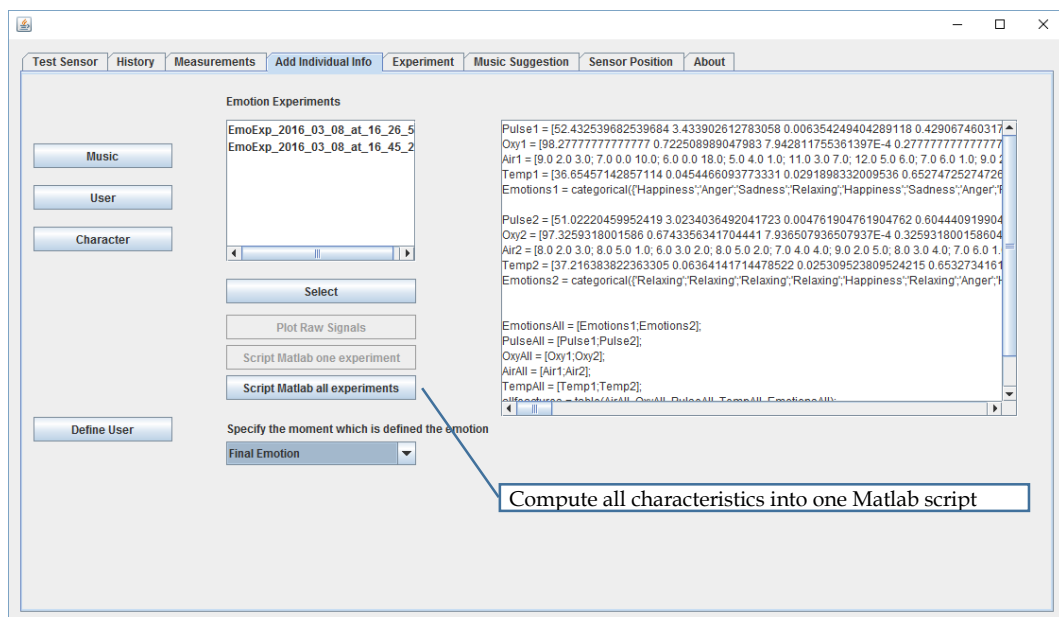 Test Sensor History Measurements Add Individual Info Experiment Music Suggestion Sensor Position About
Emotion Experiments
EmoExp_2016_03_08_at_16_26_5
EmoExp_2016_03_08_at_16_45_2
Music
User
Character
Select
Plot Raw Signals
Script Matlab one experiment
Script Matlab all experiments
Define User
Specify the moment which is defined the emotion
Final Emotion
Pulse1 = [52.432539682539684 3.433902612783058 0.006354249404289118 0.429067460317
Oxy1 = [98.27777777777777 0.722508989047983 7.942811755361397E-4 0.27777777777777
Air1 = [9.0 2.0 3.0; 7.0 0.0 10.0; 6.0 0.0 18.0; 5.0 4.0 1.0; 11.0 3.0 7.0; 12.0 5.0 6.0; 7.0 6.0 1.0; 9.0
Temp1 = [36.65457142857114 0.0454466093773331 0.0291898332009536 0.65274725274726
Emotions1 = categorical({'Happiness';'Anger';'Sadness';'Relaxing';'Happiness';'Sadness';'Anger';
Pulse2 = [51.02220459952419 3.0234036492041723 0.004761904761904762 0.604440919904
Oxy2 = [97.3259318001586 0.6743356341704441 7.936507936507937E-4 0.325931800158604
Air2 = [8.0 2.0 3.0; 8.0 5.0 1.0; 6.0 3.0 2.0; 8.0 5.0 2.0; 7.0 4.0 4.0; 9.0 2.0 5.0; 8.0 3.0 4.0; 7.0 6.0 1.
Temp2 = [37.216383822363305 0.06364141714478522 0.025309523809524215 0.6532734161
Emotions2 = categorical({'Relaxing';'Relaxing';'Relaxing';'Relaxing';'Happiness';'Relaxing';'Anger';
EmotionsAll = [Emotions1;Emotions2];
PulseAll = [Pulse1;Pulse2];
OxyAll = [Oxy1;Oxy2];
AirAll = [Air1;Air2];
TempAll = [Temp1;Temp2];
Compute all characteristics into one Matlab script